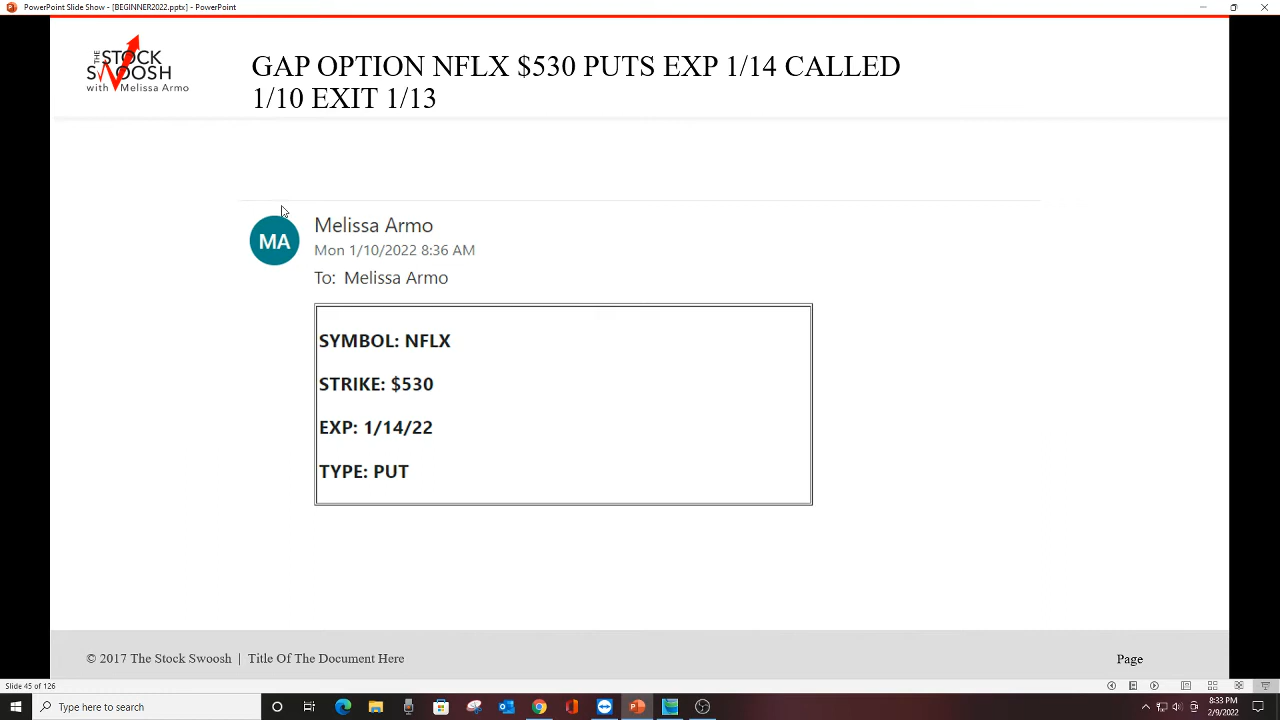 PowerPoint Slide Show - [BEGINNER2022.pptx] - PowerPoint
THE
STOCK
SWOOSH
with Melissa Armo
GAP OPTION NFLX $530 PUTS EXP 1/14 CALLED
1/10 EXIT 1/13
MA
Melissa Armo
Mon 1/10/2022 8:36 AM
To: Melissa Armo
SYMBOL: NFLX
STRIKE: $530
EXP: 1/14/22
TYPE: PUT
© 2017 The Stock Swoosh | Title Of The Document Here
Page
Slide 45 of 126
Type here to search
8:33 PM
2/9/2022